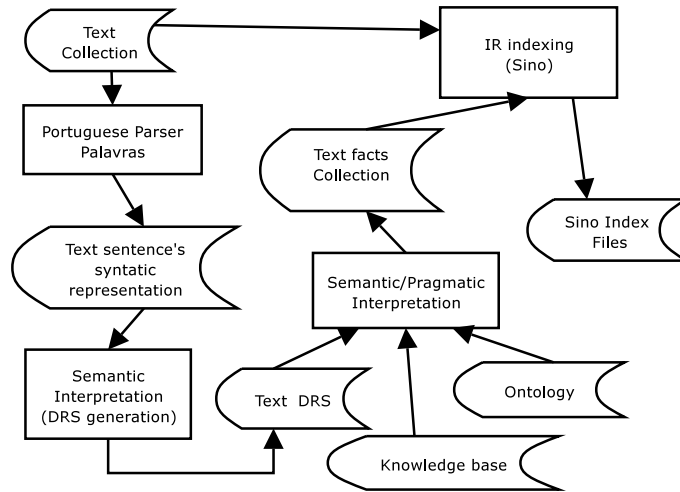 Text
Collection
IR indexing
(Sino)
Portuguese Parser
Palavras
Text facts
Collection
Sino Index
Files
Text sentence's
syntatic
representation
Semantic/Pragmatic
Interpretation
Semantic
Interpretation
(DRS generation)
Text DRS
Ontology
Knowledge base